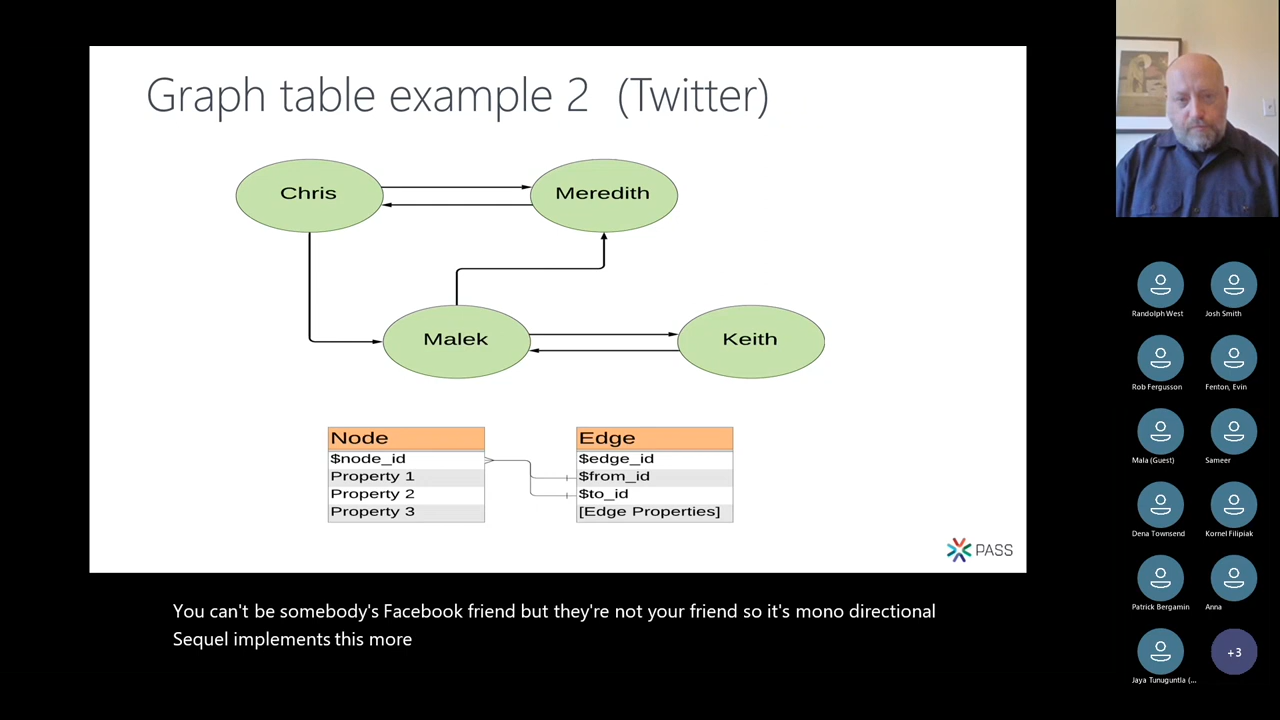 Graph table example 2 (Twitter)
Chris
Meredith
Malek
Keith
Node
$node_id
Property 1
Property 2
Property 3
Edge
$edge_id
$from_id
$to_id
[Edge Properties]
PASS
You can't be somebody's Facebook friend but they're not your friend so it's mono directional
Sequel implements this more
Randolph West
Josh Smith
Rob Fergusson
Fenton, Evin
Mala (Guest)
Sameer
Dena Townsend
Kornel Filipiak
Patrick Bergamin
Anna
Jaya Tunuguntla (...
+3